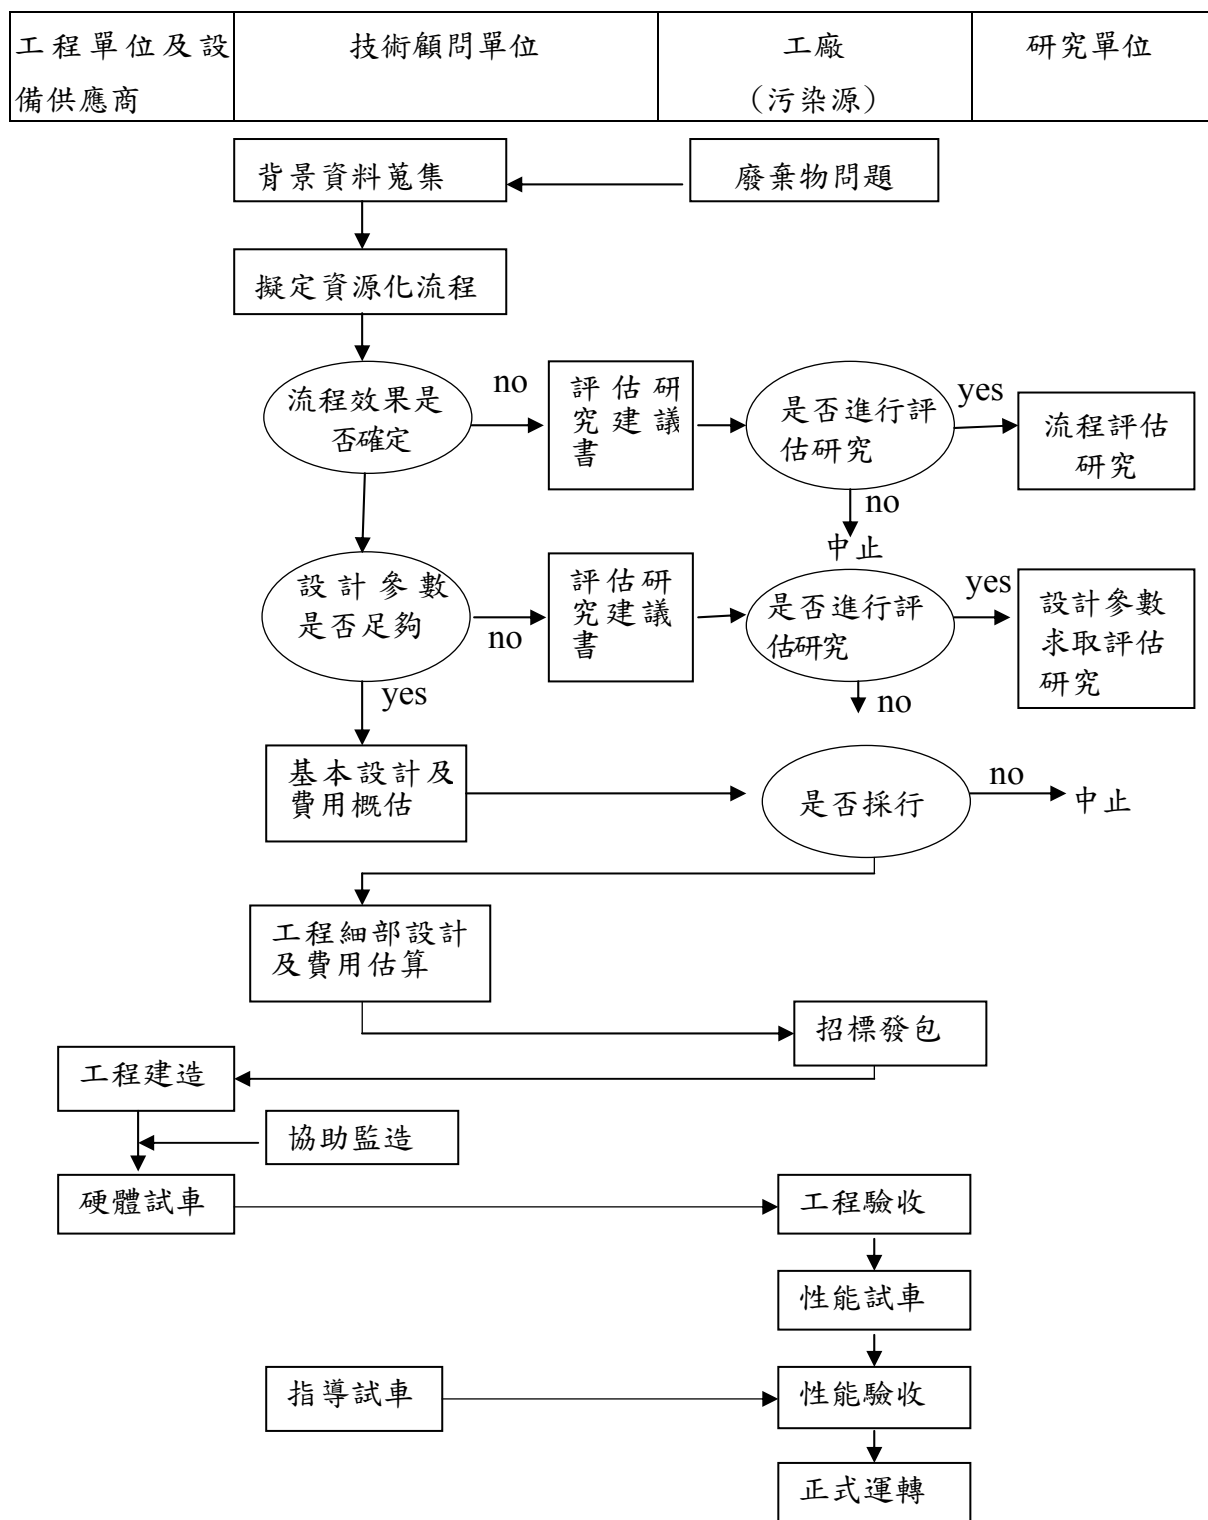 工程單位及設
備供應商
技術顧問單位
工廠
（污染源）
研究單位
背景資料蒐集
廢棄物問題
擬定資源化流程
流程效果是
否確定
no
評估研
究建議
書
是否進行評
估研究
yes
流程評估
研究
no
中止
設計參數
是否足夠
no
評估研
究建議
書
是否進行評
估研究
yes
設計參數
求取評估
研究
yes
no
基本設計及
費用概估
是否採行
no
中止
工程細部設計
及費用估算
招標發包
工程建造
協助監造
硬體試車
工程驗收
性能試車
指導試車
性能驗收
正式運轉